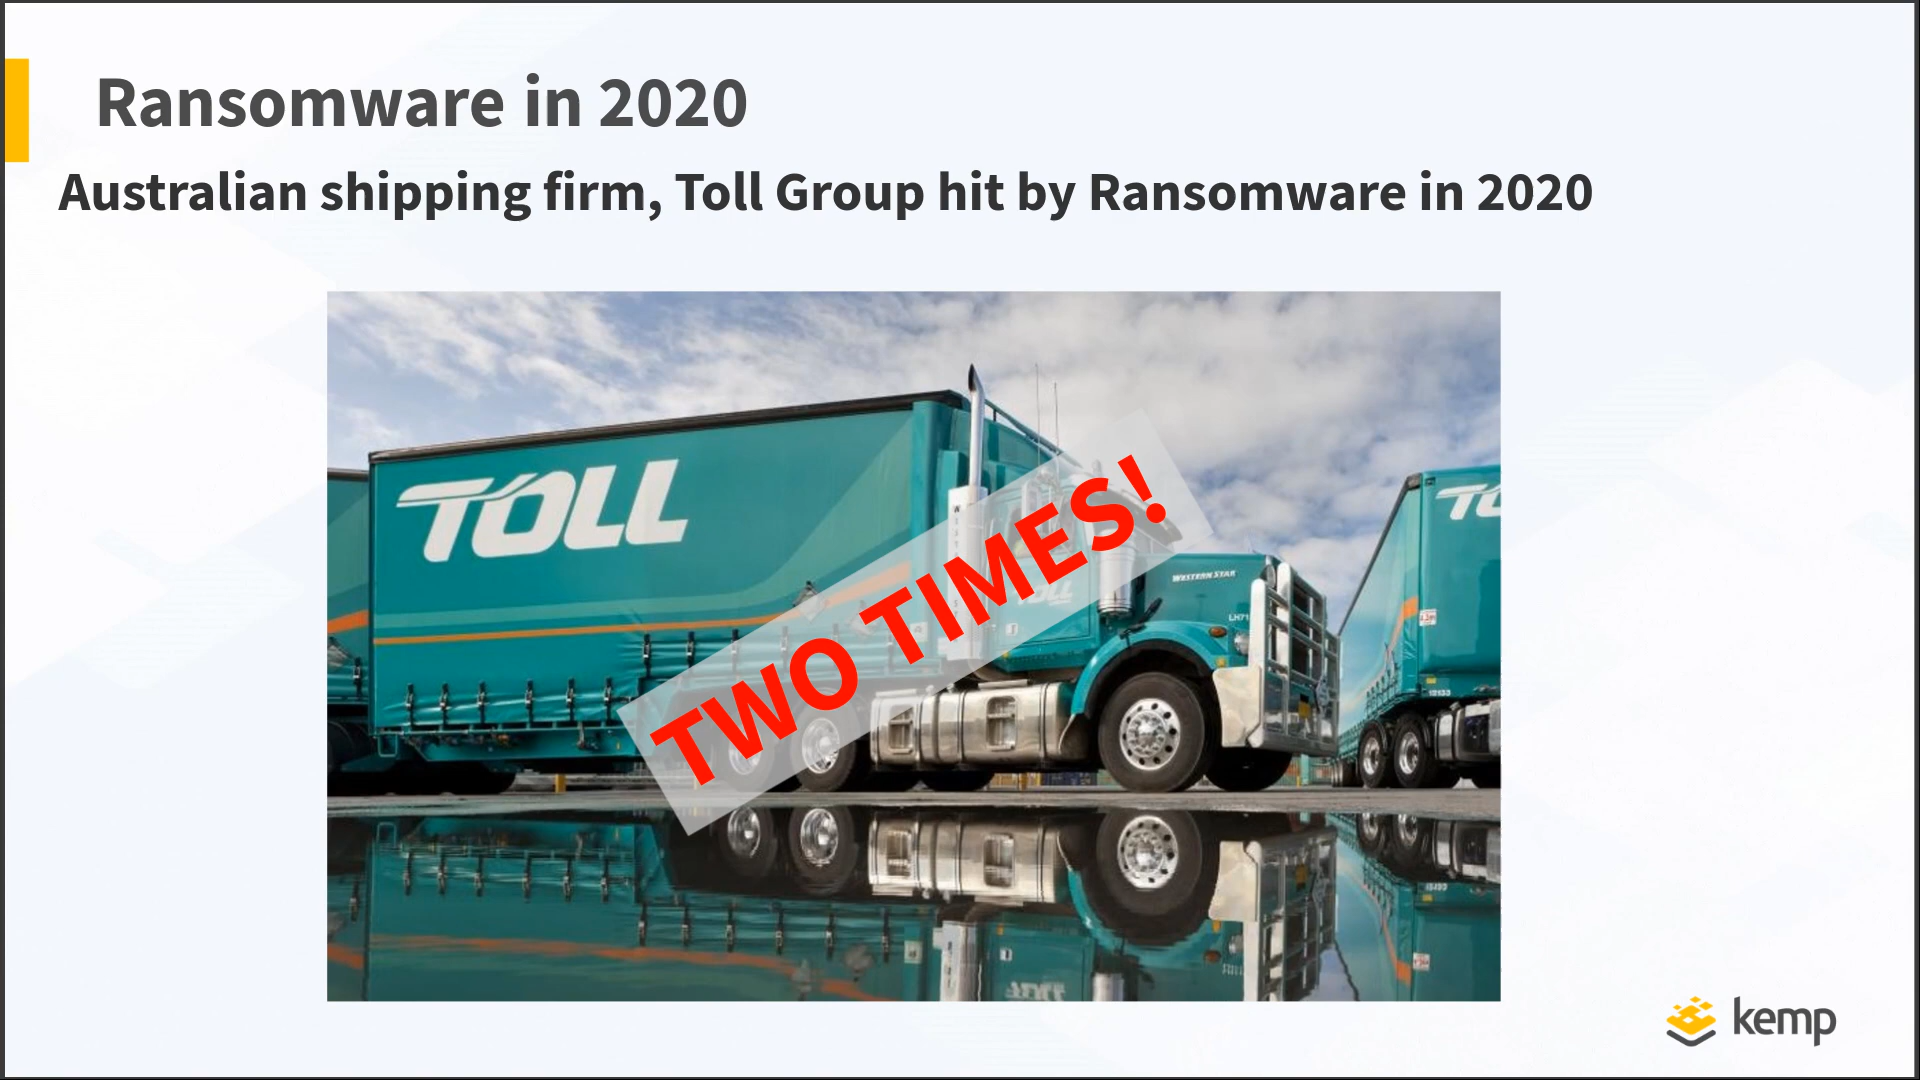 Ransomware in 2020
Australian shipping firm, Toll Group hit by Ransomware in 2020
TOLL
TWO TIMES!
WESTERN STAR
kemp